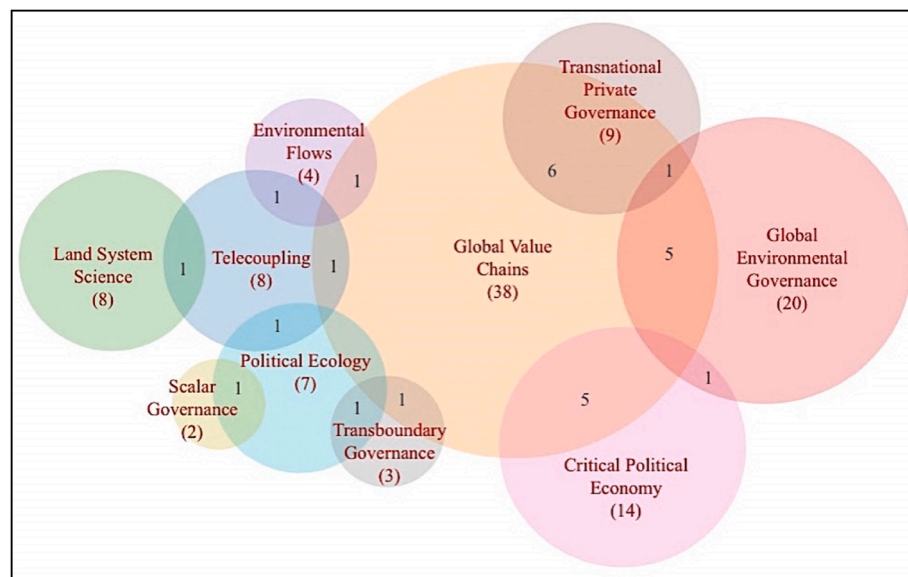 Transnational
Private
Governance
(9)
Environmental
Flows
(4)
6
1
1
1
Land System
Science
(8)
1
Telecoupling
(8)
1
Global Value
Chains
(38)
5
Global
Environmental
Governance
(20)
1
Political Ecology
(7)
Scalar
Governance
(2)
1
1
1
Transboundary
Governance
(3)
5
1
Critical Political
Economy
(14)